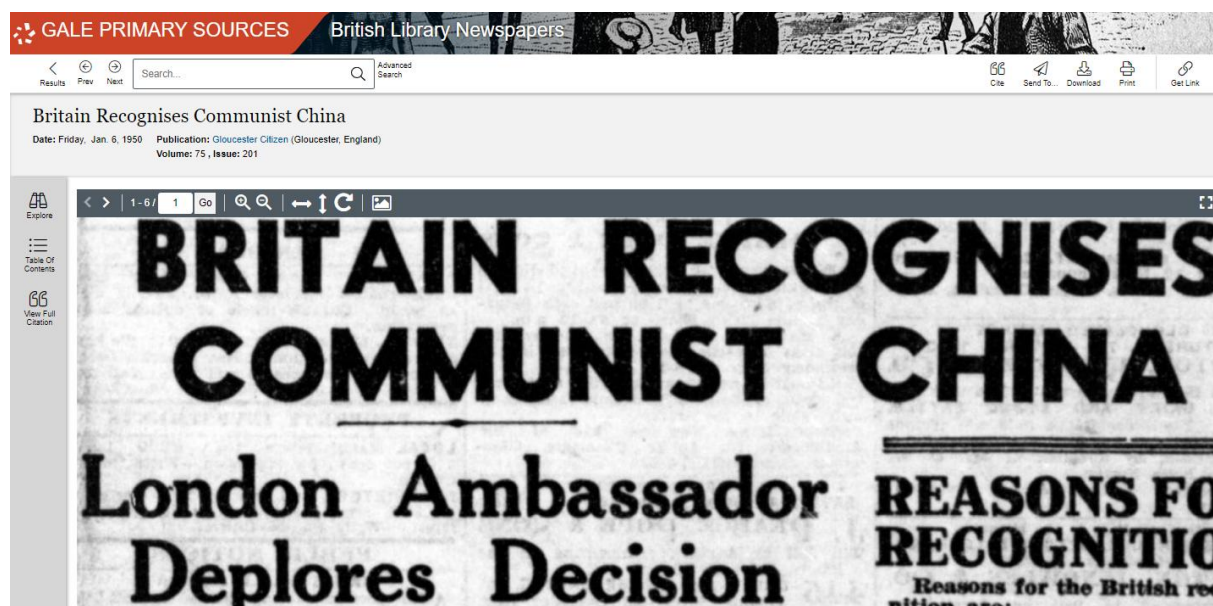 GALE PRIMARY SOURCES
British Library Newspapers
Results
Prev
Next
Search...
Advanced
Search
Cite
Send To...
Download
Print
Get Link
Britain Recognises Communist China
Date: Friday, Jan. 6, 1950 Publication: Gloucester Citizen (Gloucester, England)
Volume: 75 , Issue: 201
Explore
Table Of
Contents
View Full
Citation
1-6/ 1 Go
BRITAIN RECOGNISES
COMMUNIST CHINA
London Ambassador
Deplores Decision
REASONS FO
RECOGNITIO
Reasons for the British re